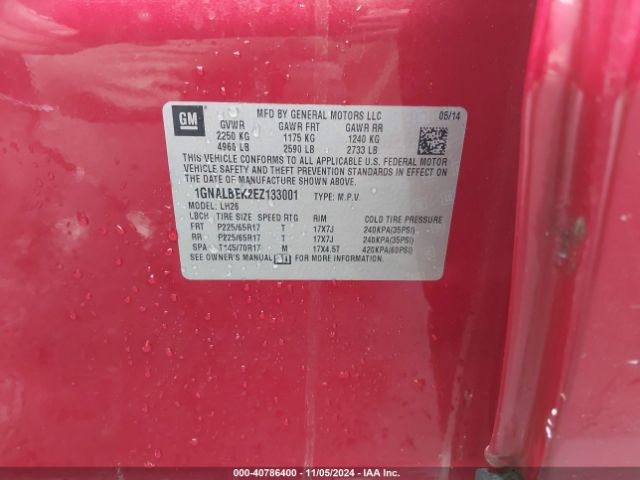 GM
MFD BY GENERAL MOTORS LLC 05/14
GVWR GAWR FRT GAWR RR
2250 KG 1175 KG 1240 KG
4960 LB 2590 LB 2733 LB
THIS VEHICLE CONFORMS TO ALL APPLICABLE U.S. FEDERAL MOTOR
VEHICLE SAFETY, BUMPER, AND THEFT PREVENTION STANDARDS
IN EFFECT ON THE DATE OF MANUFACTURE SHOWN ABOVE.
1GNALBEK2EZ133001 TYPE: M.P.V.
MODEL: LH26
LBCH TIRE SIZE SPEED RTG RIM COLD TIRE PRESSURE
FRT P225/65R17 T 17X7J 240KPA(35PSI)
RR P225/65R17 T 17X7J 240KPA(35PSI)
SPA T145/70R17 M 17X4.5T 420KPA(60PSI)
SEE OWNER'S MANUAL
000-40786400 - 11/05/2024 - IAA Inc.